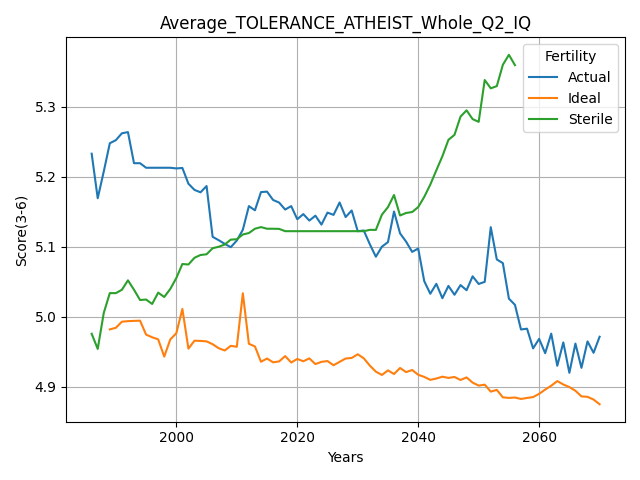 Average_TOLERANCE_ATHEIST_Whole_Q2_IQ
Fertility
Actual
Ideal
Sterile
Score(3-6)
5.3
5.2
5.1
5.0
4.9
2000 2020 2040 2060
Years